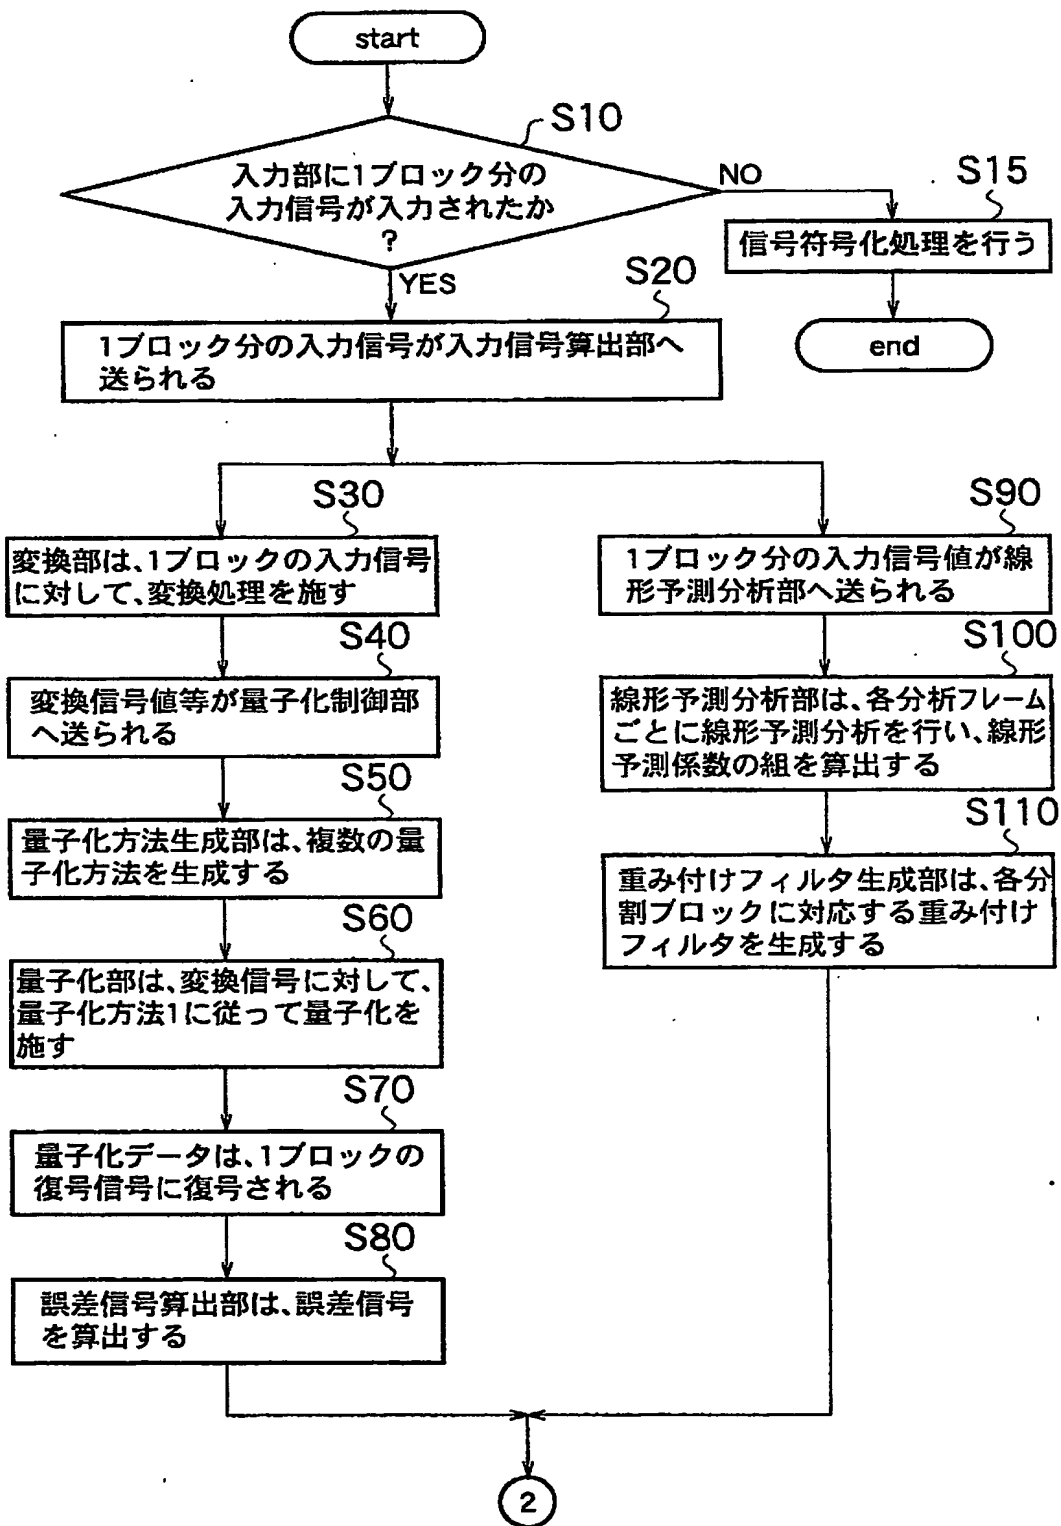 start
S10
入力部に1ブロック分の
入力信号が入力されたか
?
NO
YES
S15
信号符号化処理を行う
end
S20
1ブロック分の入力信号が入力信号算出部へ
送られる
S30
変換部は、1ブロックの入力信号
に対して、変換処理を施す
S40
変換信号値等が量子化制御部
へ送られる
S50
量子化方法生成部は、複数の量
子化方法を生成する
S60
量子化部は、変換信号に対して、
量子化方法1に従って量子化を
施す
S70
量子化データは、1ブロックの
復号信号に復号される
S80
誤差信号算出部は、誤差信号
を算出する
S90
1ブロック分の入力信号値が線
形予測分析部へ送られる
S100
線形予測分析部は、各分析フレーム
ごとに線形予測分析を行い、線形
予測係数の組を算出する
S110
重み付けフィルタ生成部は、各分
割ブロックに対応する重み付け
フィルタを生成する
2